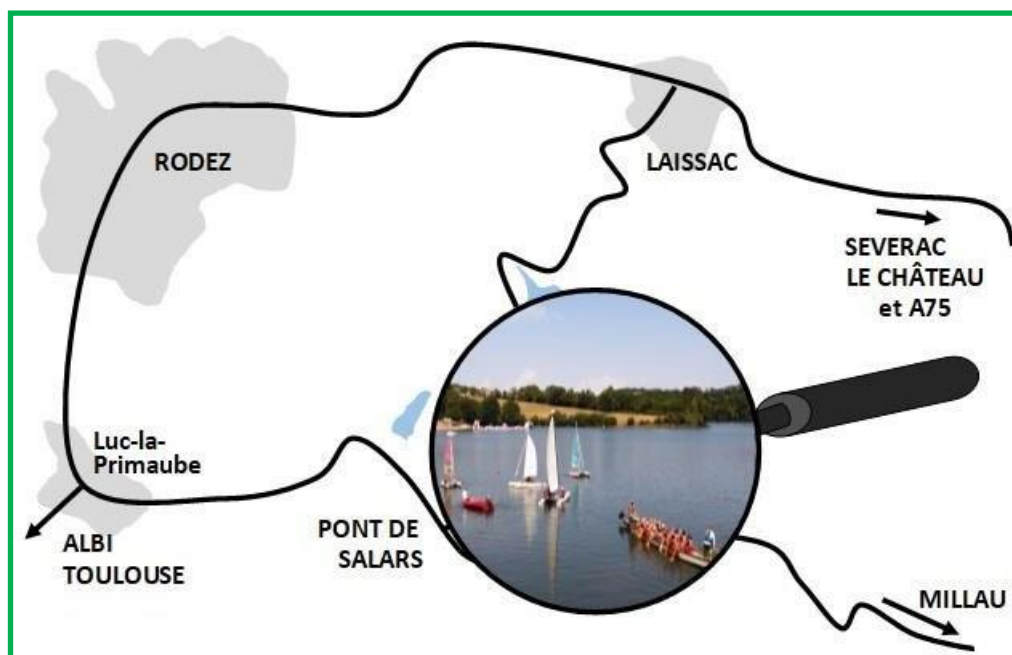 RODEZ
LAISSAC
SEVERAC
LE CHÂTEAU
et A75
Luc-la-
Primaube
ALBI
TOULOUSE
PONT DE
SALARS
MILLAU